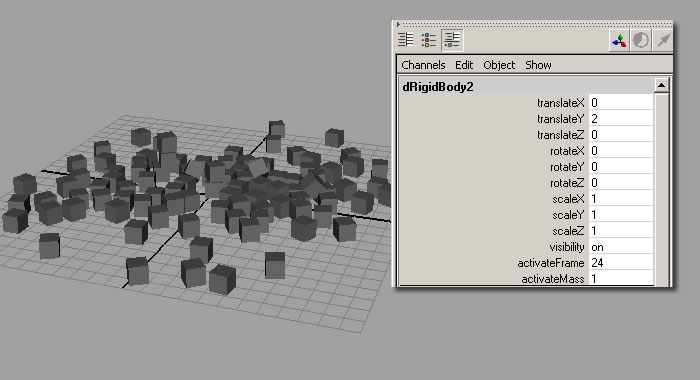 Channels Edit Object Show
dRigidBody2
translateX 0
translateY 2
translateZ 0
rotateX 0
rotateY 0
rotateZ 0
scaleX 1
scaleY 1
scaleZ 1
visibility on
activateFrame 24
activateMass 1